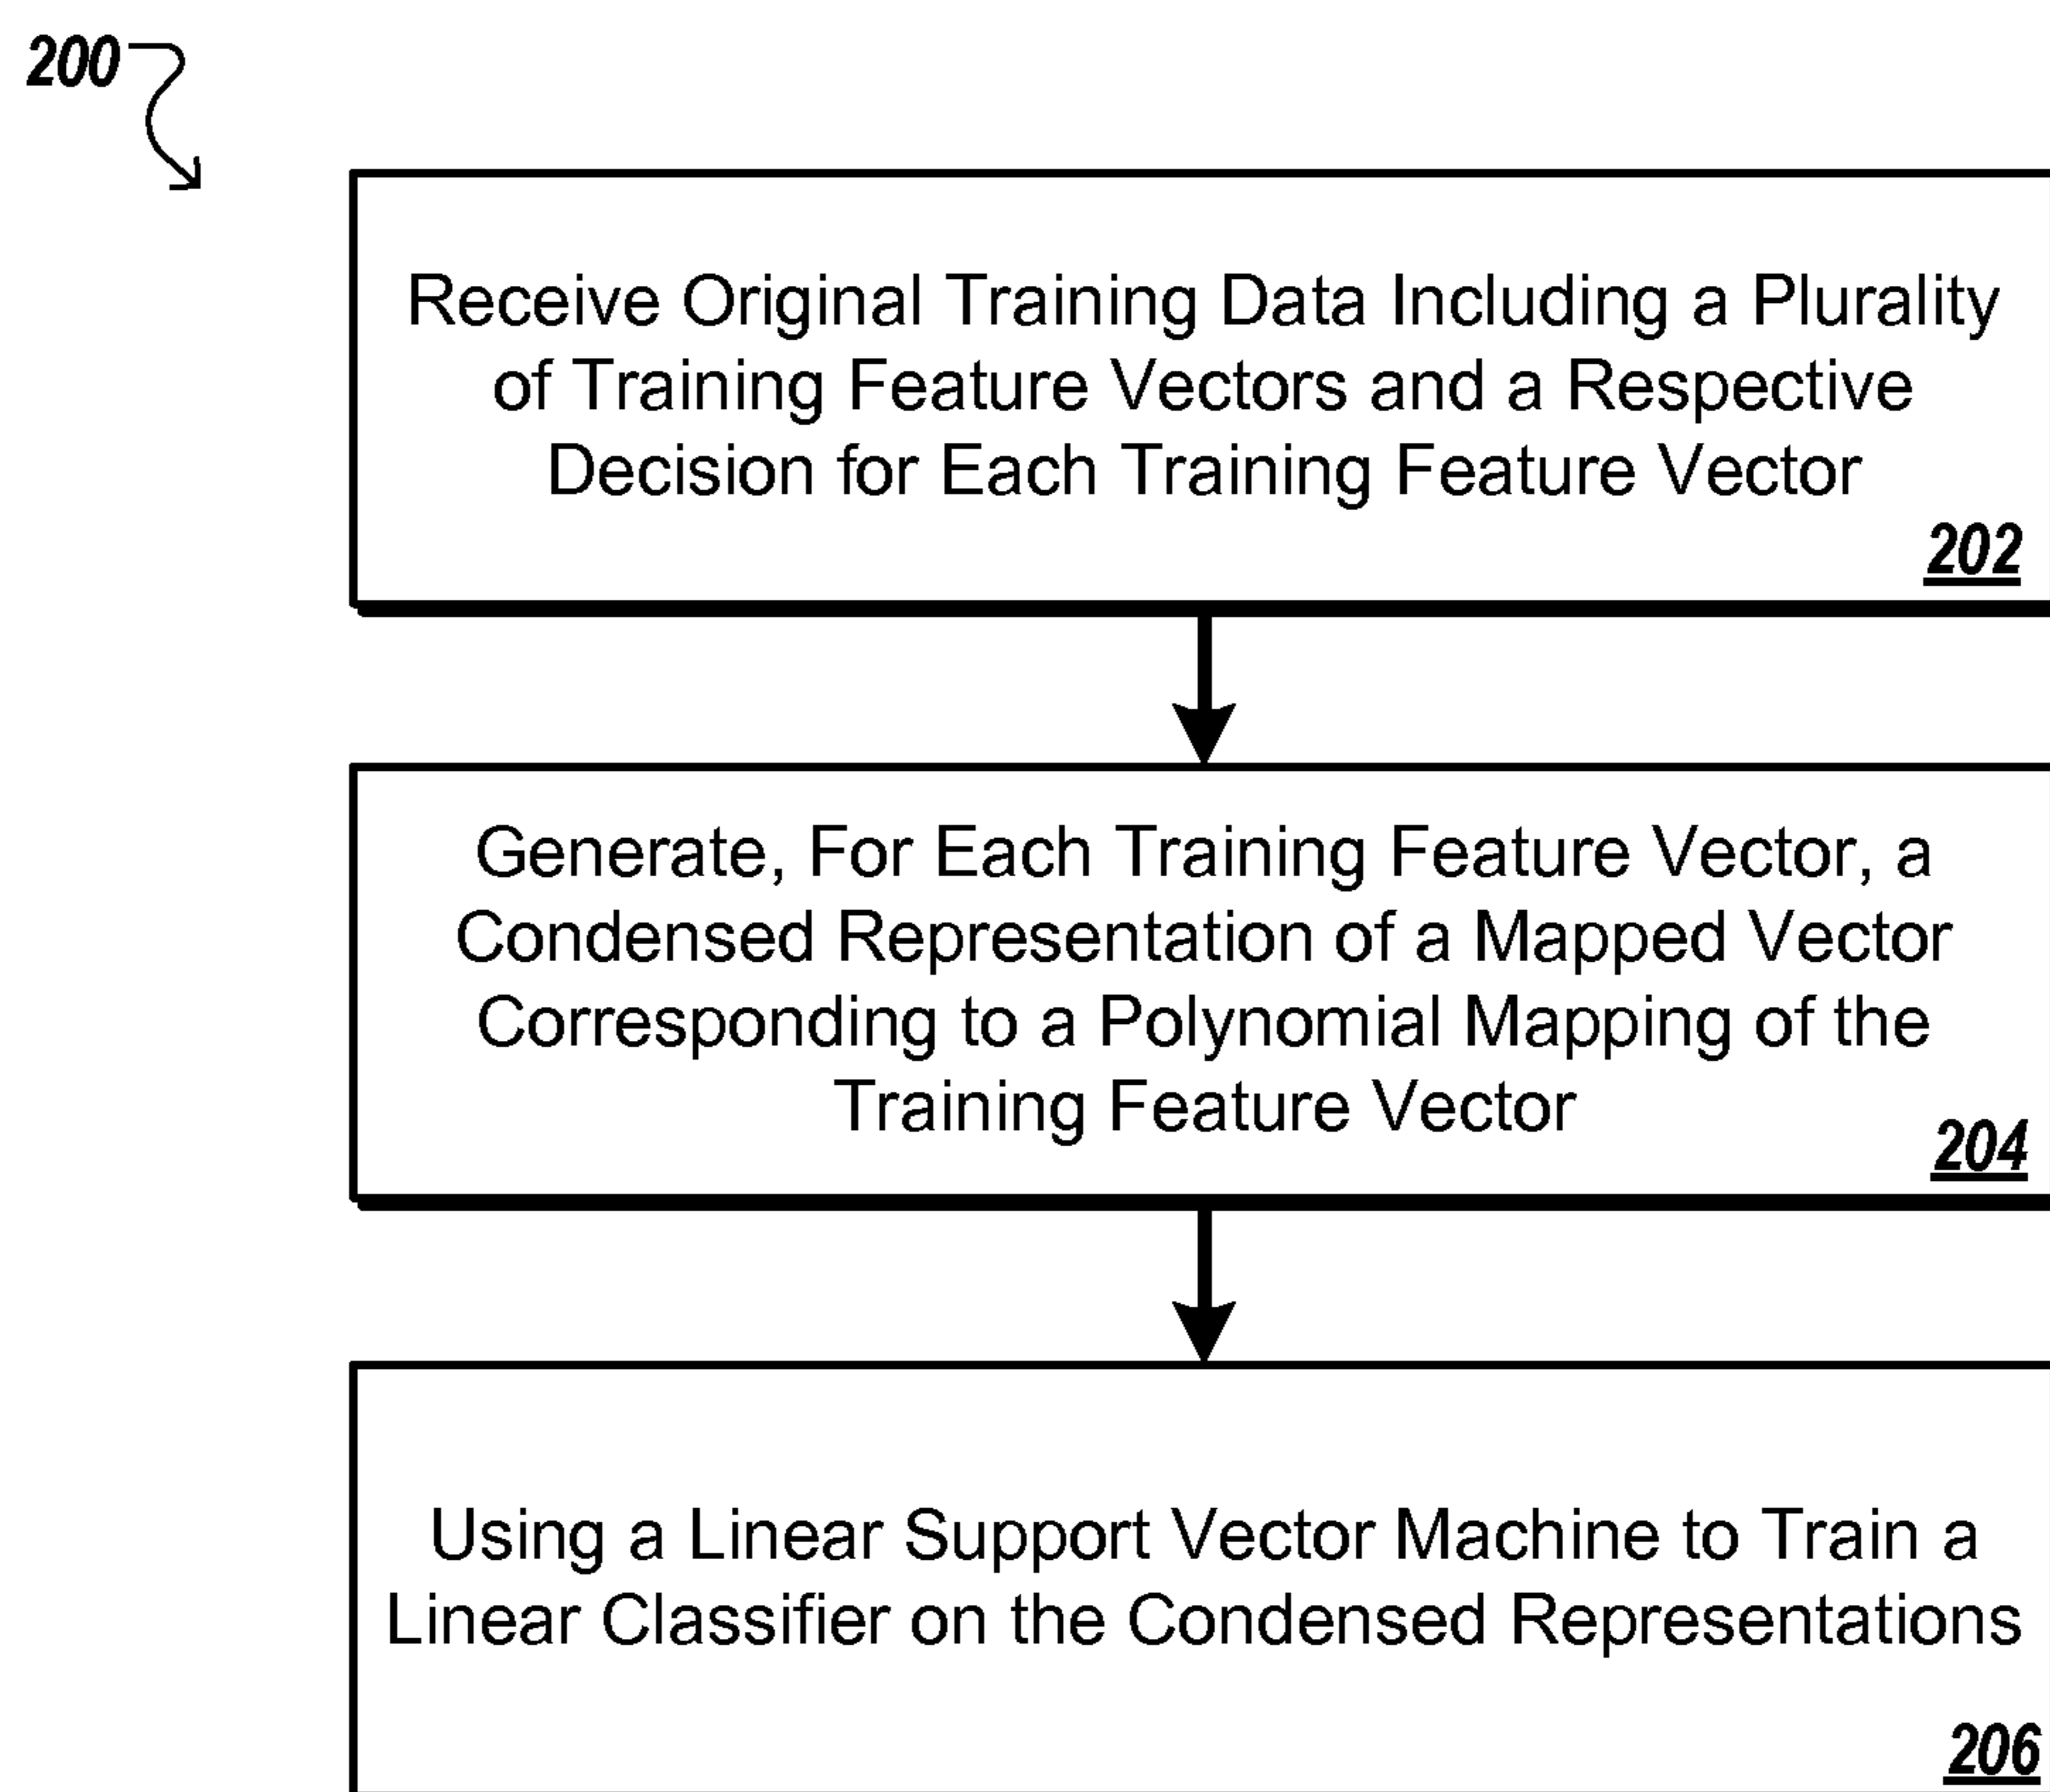 200
Receive Original Training Data Including a Plurality
of Training Feature Vectors and a Respective
Decision for Each Training Feature Vector
202
Generate, For Each Training Feature Vector, a
Condensed Representation of a Mapped Vector
Corresponding to a Polynomial Mapping of the
Training Feature Vector
204
Using a Linear Support Vector Machine to Train a
Linear Classifier on the Condensed Representations
206